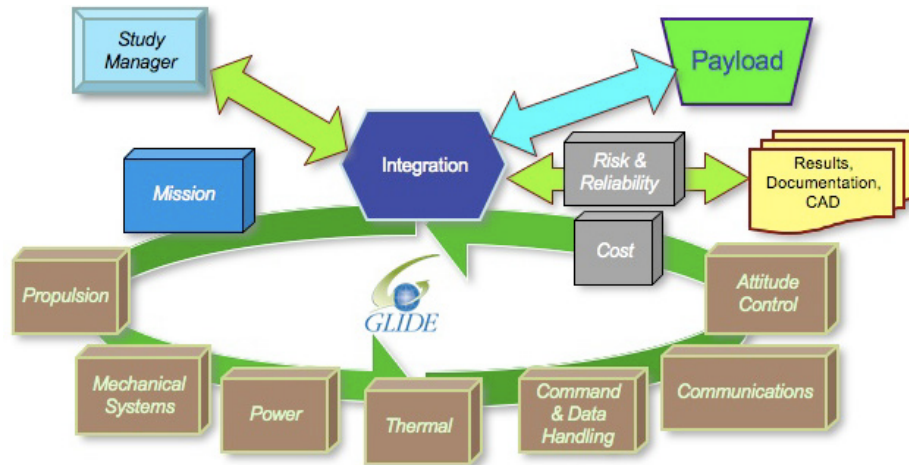 Study
Manager
Payload
Integration
Risk &
Reliability
Results,
Documentation,
CAD
Mission
Cost
Propulsion
GLIDE
Attitude
Control
Mechanical
Systems
Power
Thermal
Command
& Data
Handling
Communications